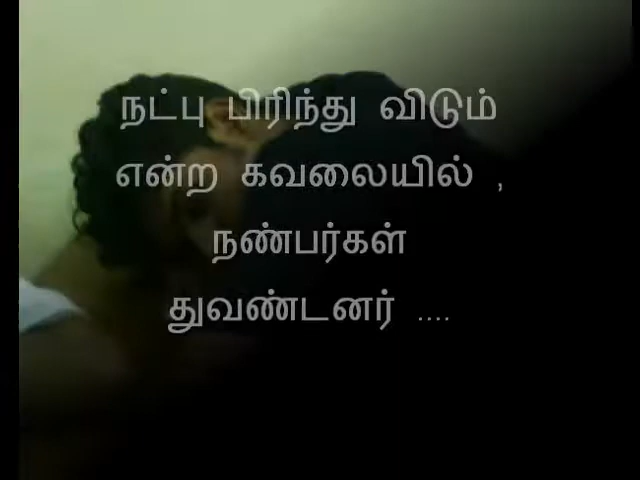 நட்பு பிரிந்து விடும்
என்ற கவலையில் ,
நண்பர்கள்
துவண்டனர் ....